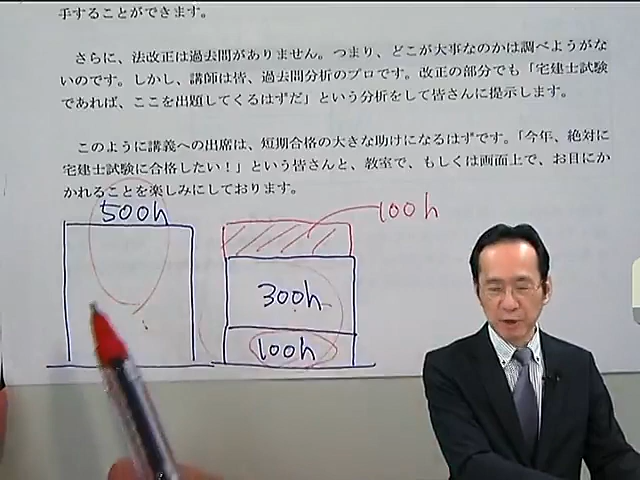 手することができます。
さらに、法改正は過去問がありません。つまり、どこが大事なのかは調べようがな
いのです。しかし、講師は皆、過去問分析のプロです。改正の部分でも「宅建士試験
であれば、ここを出題してくるはずだ」という分析をして皆さんに提示します。
このように講義への出席は、短期合格の大きな助けになるはずです。「今年、絶対に
宅建士試験に合格したい！」という皆さんと、教室で、もしくは画面上で、お目にか
かれることを楽しみにしております。
500h
100h
300h
100h